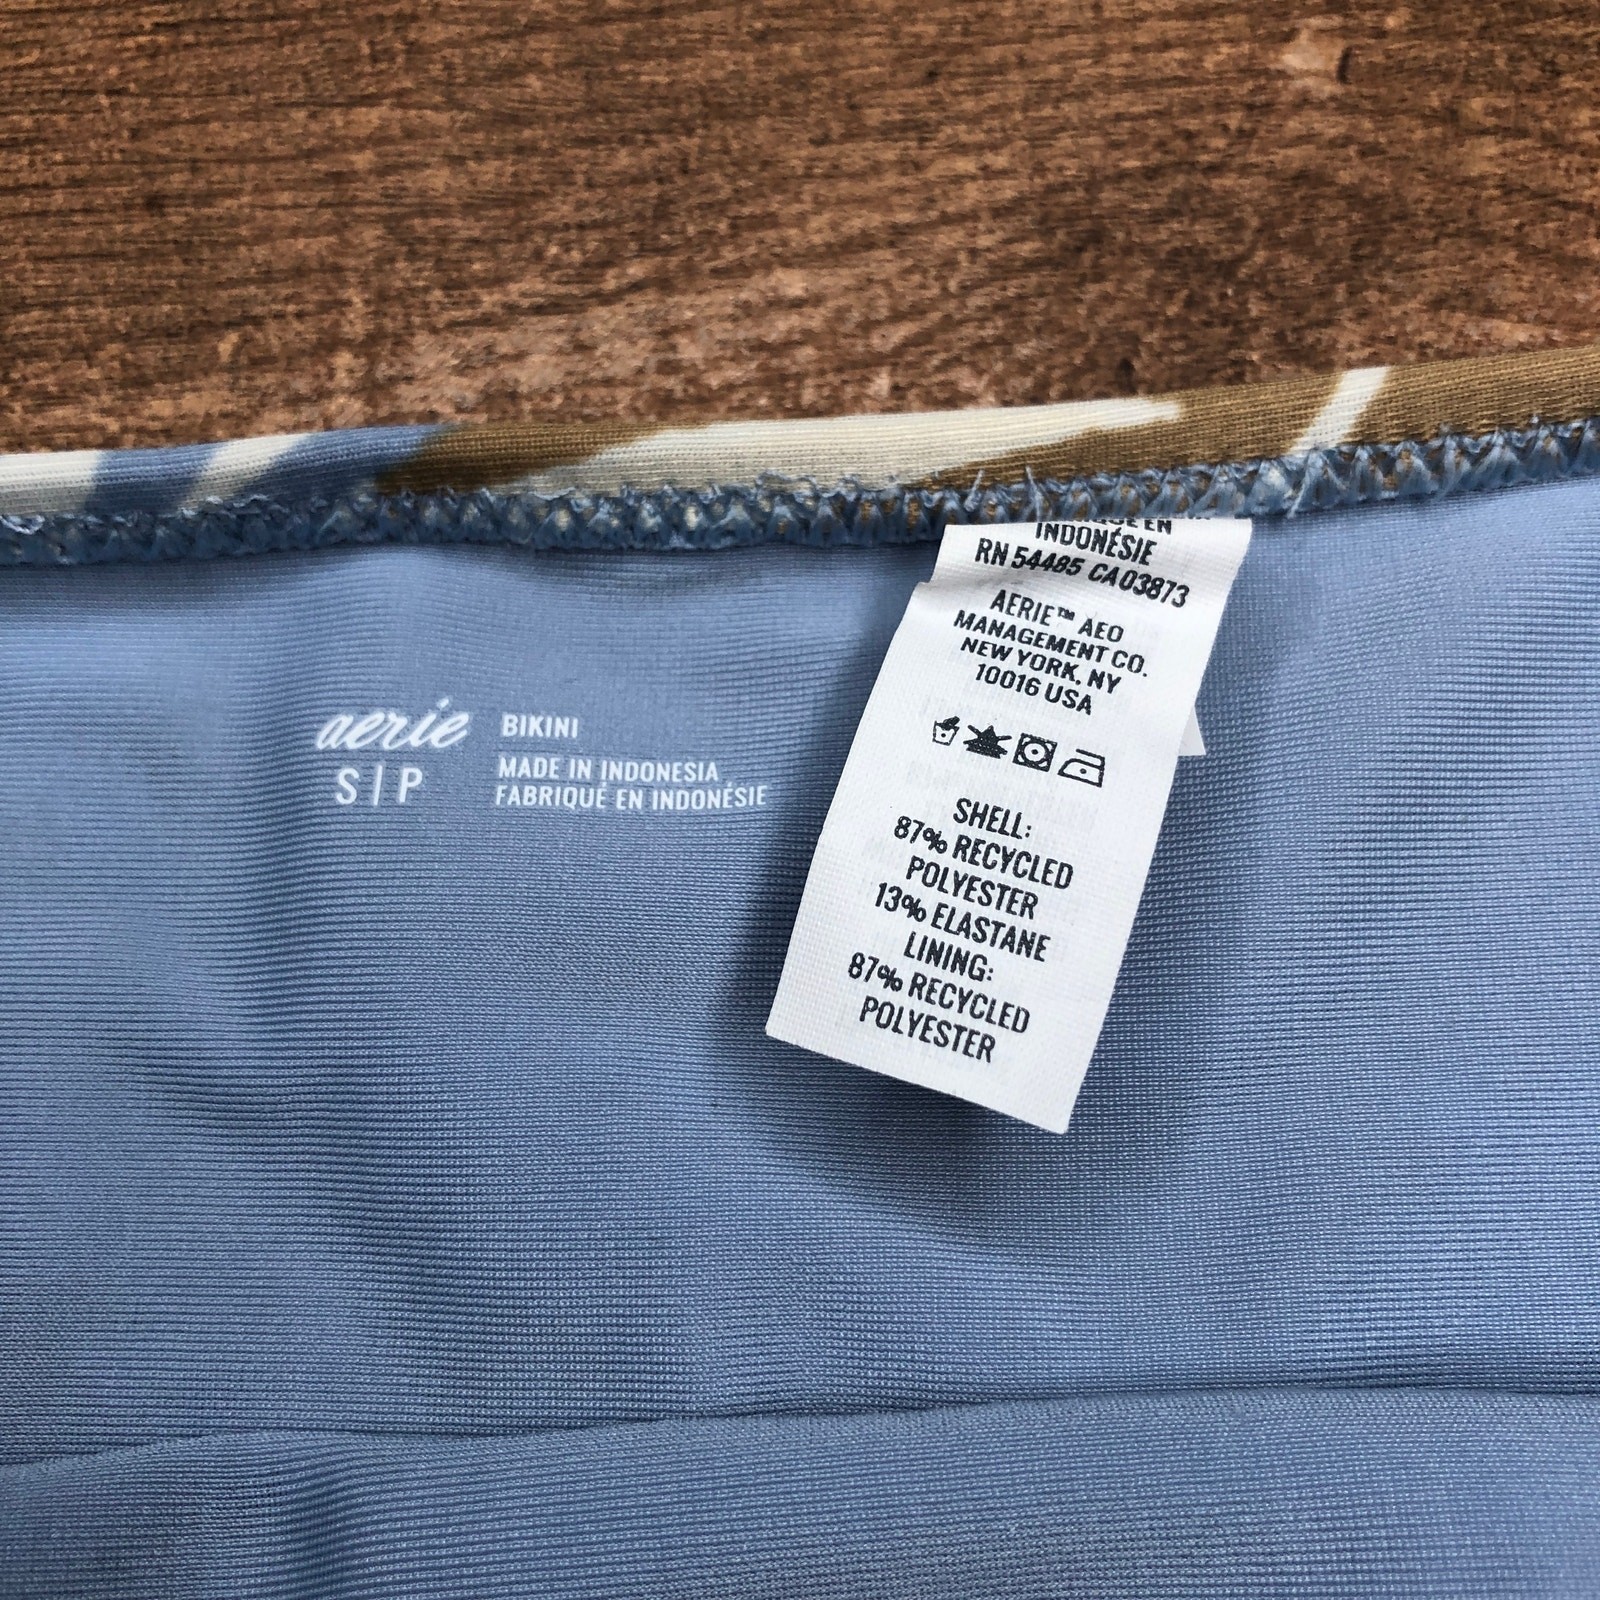 aerie
S|P
BIKINI
MADE IN INDONESIA
FABRIQUÉ EN INDONÉSIE
EN
INDONÉSIE
RN 54485 CA03873
AERIE™ AEO
MANAGEMENT CO.
NEW YORK, NY
10016 USA
SHELL:
87% RECYCLED
POLYESTER
13% ELASTANE
LINING:
87% RECYCLED
POLYESTER